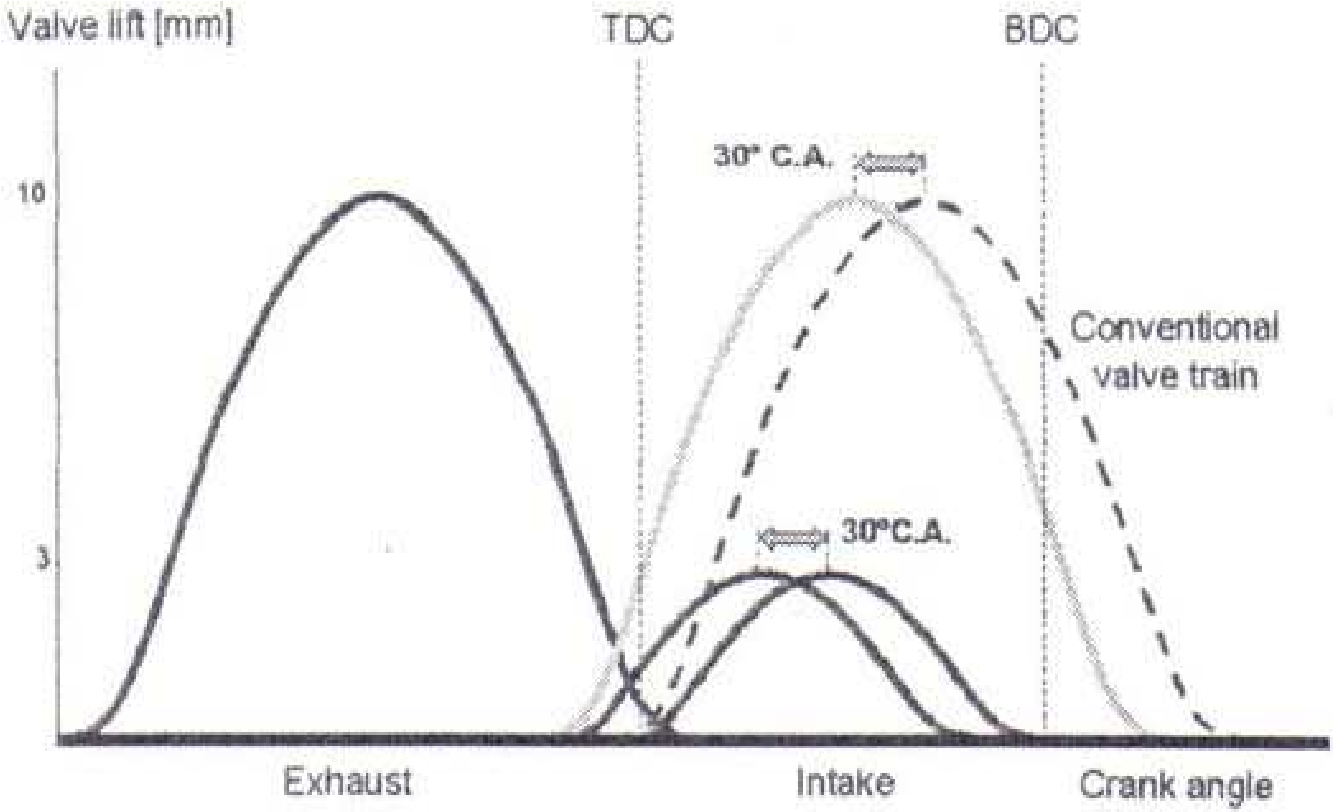 Valve lift [mm]
TDC
BDC
30° C.A.
10
Conventional
valve train
30°C.A.
3
Exhaust
Intake
Crank angle